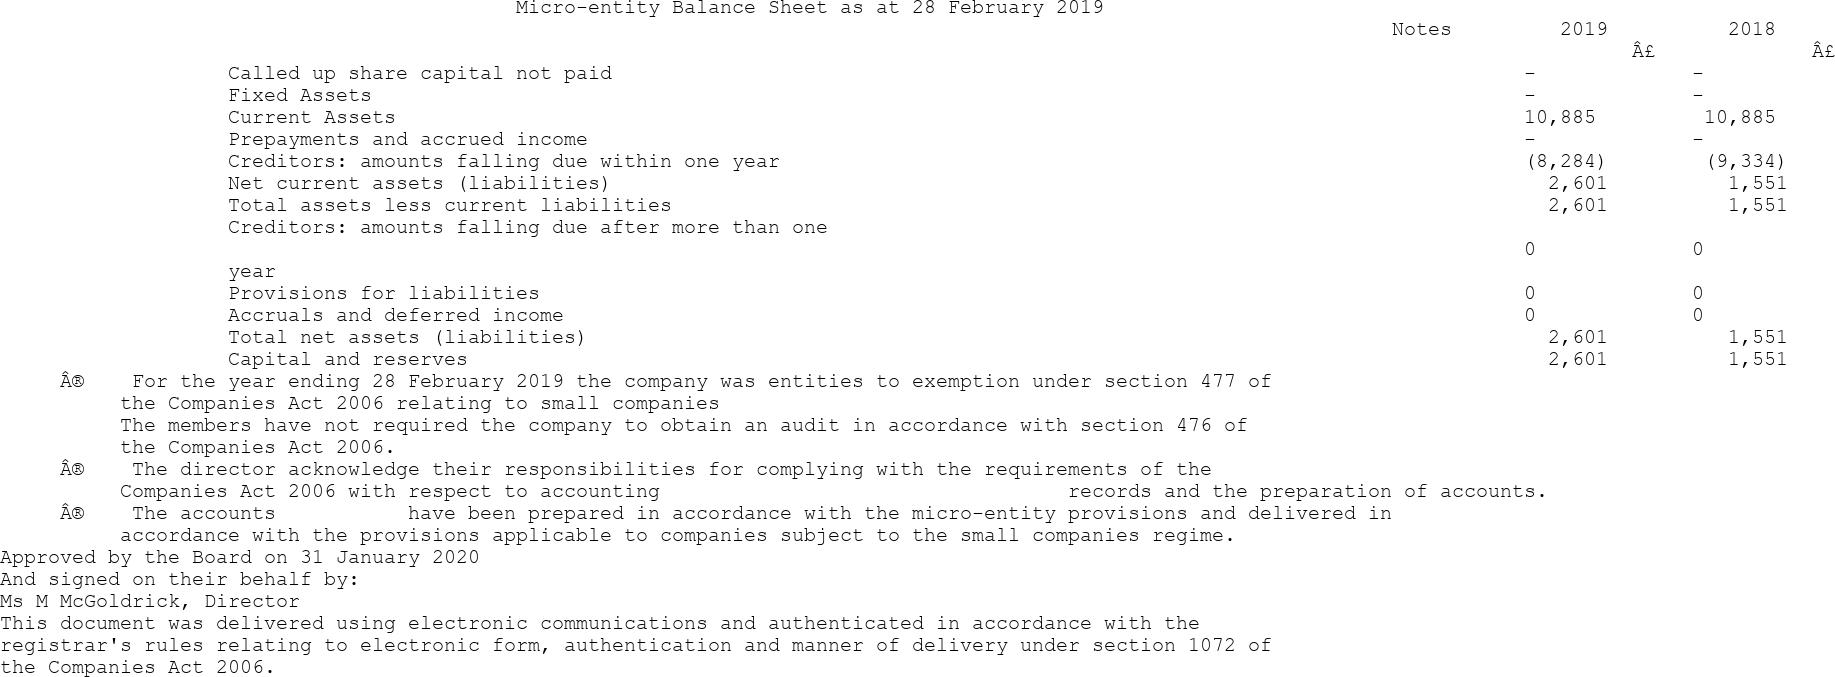 Micro-entity Balance Sheet as at 28 February 2019
Notes 2019 2018
Â£ Â£
Called up share capital not paid - -
Fixed Assets - -
Current Assets 10,885 10,885
Prepayments and accrued income - -
Creditors: amounts falling due within one year (8,284) (9,334)
Net current assets (liabilities) 2,601 1,551
Total assets less current liabilities 2,601 1,551
Creditors: amounts falling due after more than one
0 0
year
Provisions for liabilities 0 0
Accruals and deferred income 0 0
Total net assets (liabilities) 2,601 1,551
Capital and reserves 2,601 1,551
Â® For the year ending 28 February 2019 the company was entities to exemption under section 477 of
the Companies Act 2006 relating to small companies
The members have not required the company to obtain an audit in accordance with section 476 of
the Companies Act 2006.
Â® The director acknowledge their responsibilities for complying with the requirements of the
Companies Act 2006 with respect to accounting records and the preparation of accounts.
Â® The accounts have been prepared in accordance with the micro-entity provisions and delivered in
accordance with the provisions applicable to companies subject to the small companies regime.
Approved by the Board on 31 January 2020
And signed on their behalf by:
Ms M McGoldrick, Director
This document was delivered using electronic communications and authenticated in accordance with the
registrar's rules relating to electronic form, authentication and manner of delivery under section 1072 of
the Companies Act 2006.